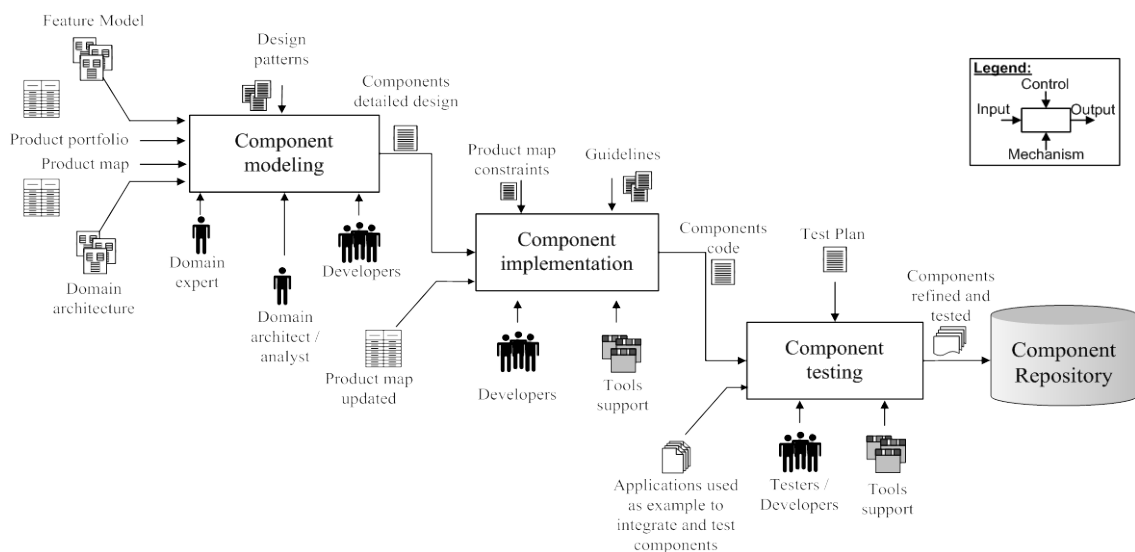 Feature Model
Design
patterns
Components
detailed design
Legend:
Control
Input
Output
Mechanism
Product portfolio
Product map
Component
modeling
Product map
constraints
Guidelines
Domain
architecture
Domain
expert
Developers
Domain
architect /
analyst
Component
implementation
Components
code
Test Plan
Components
refined and
tested
Product map
updated
Developers
Tools
support
Component
testing
Component
Repository
Applications used
as example to
integrate and test
components
Testers /
Developers
Tools
support